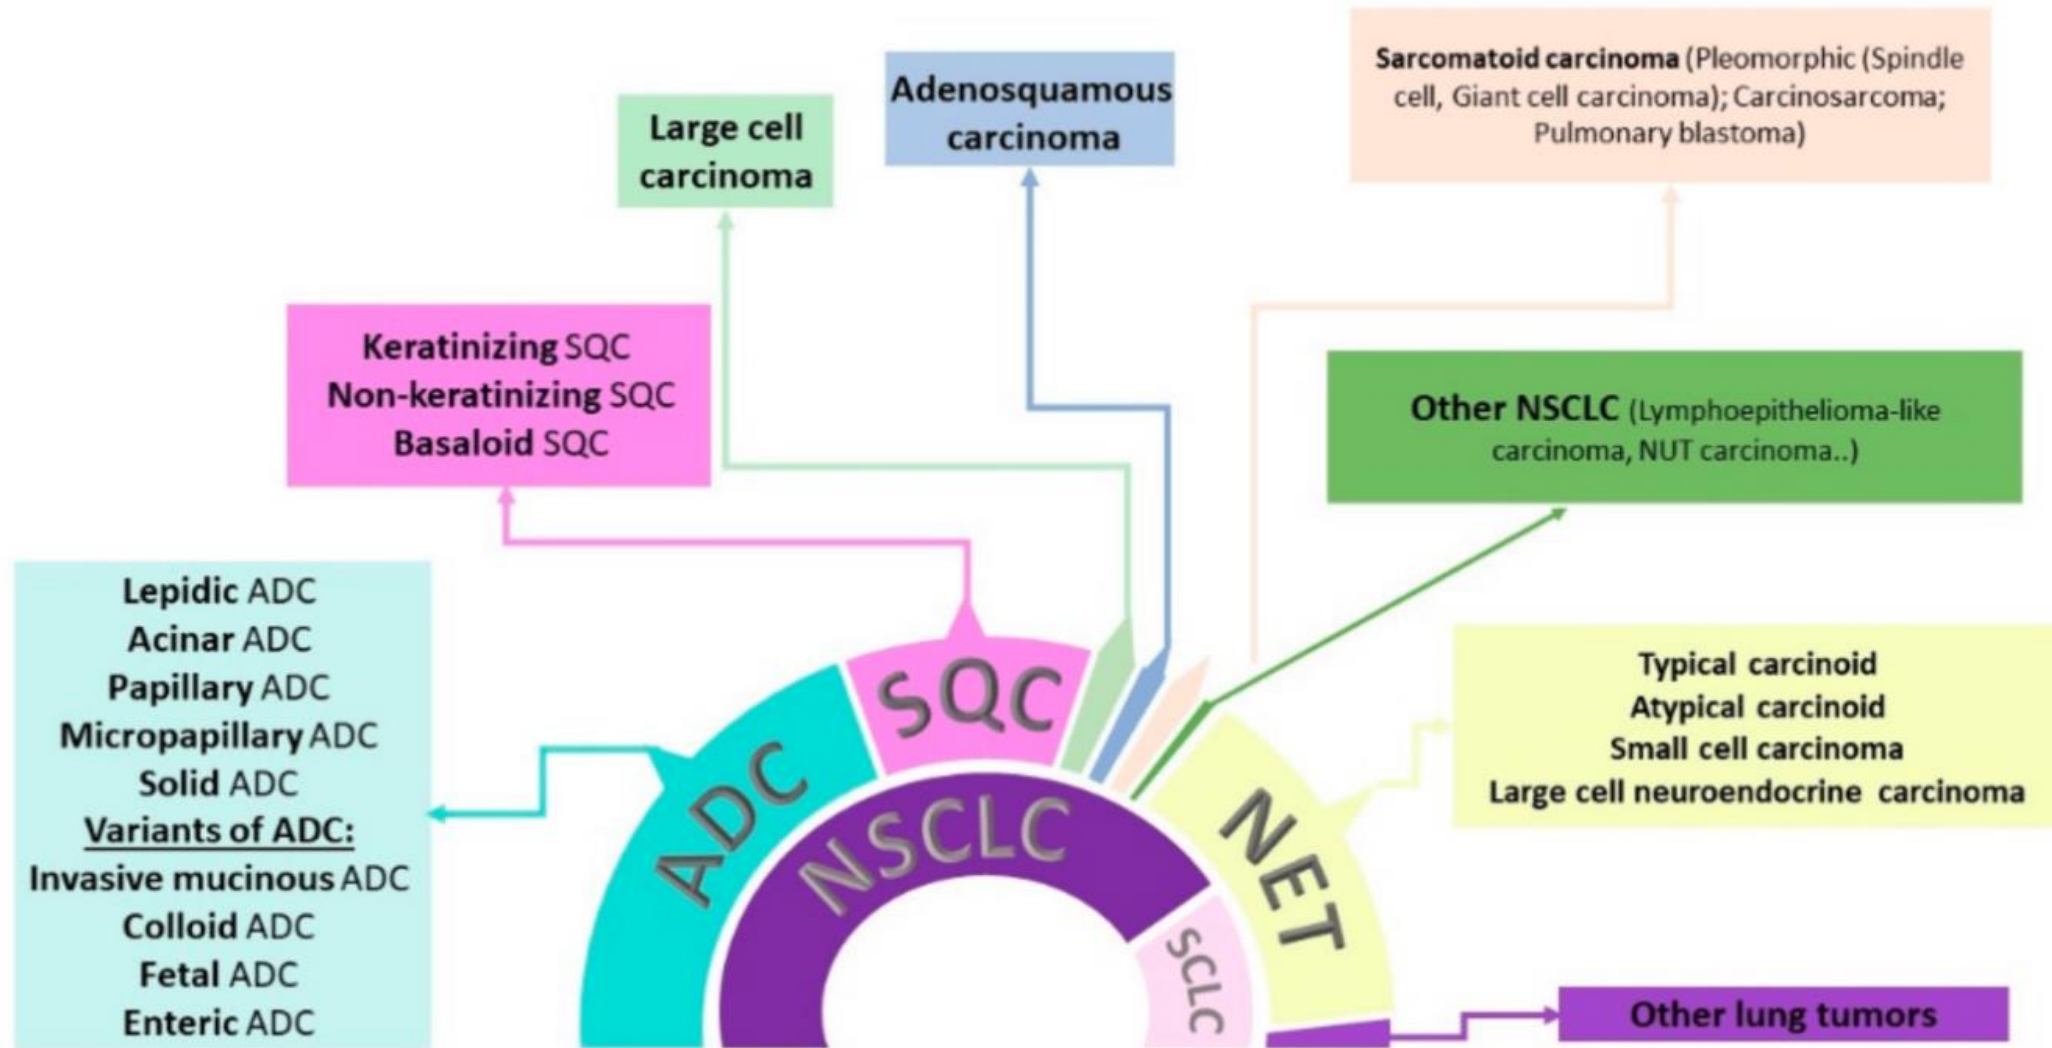 Sarcomatoid carcinoma (Pleomorphic (Spindle
cell, Giant cell carcinoma); Carcinosarcoma;
Pulmonary blastoma)
Adenosquamous
carcinoma
Large cell
carcinoma
Keratinizing SQC
Non-keratinizing SQC
Basaloid SQC
Other NSCLC (Lymphoepithelioma-like
carcinoma, NUT carcinoma..)
Lepidic ADC
Acinar ADC
Papillary ADC
Micropapillary ADC
Solid ADC
Variants of ADC:
Invasive mucinous ADC
Colloid ADC
Fetal ADC
Enteric ADC
Typical carcinoid
Atypical carcinoid
Small cell carcinoma
Large cell neuroendocrine carcinoma
SQC
ADC
NSCLC
NET
SCLC
Other lung tumors